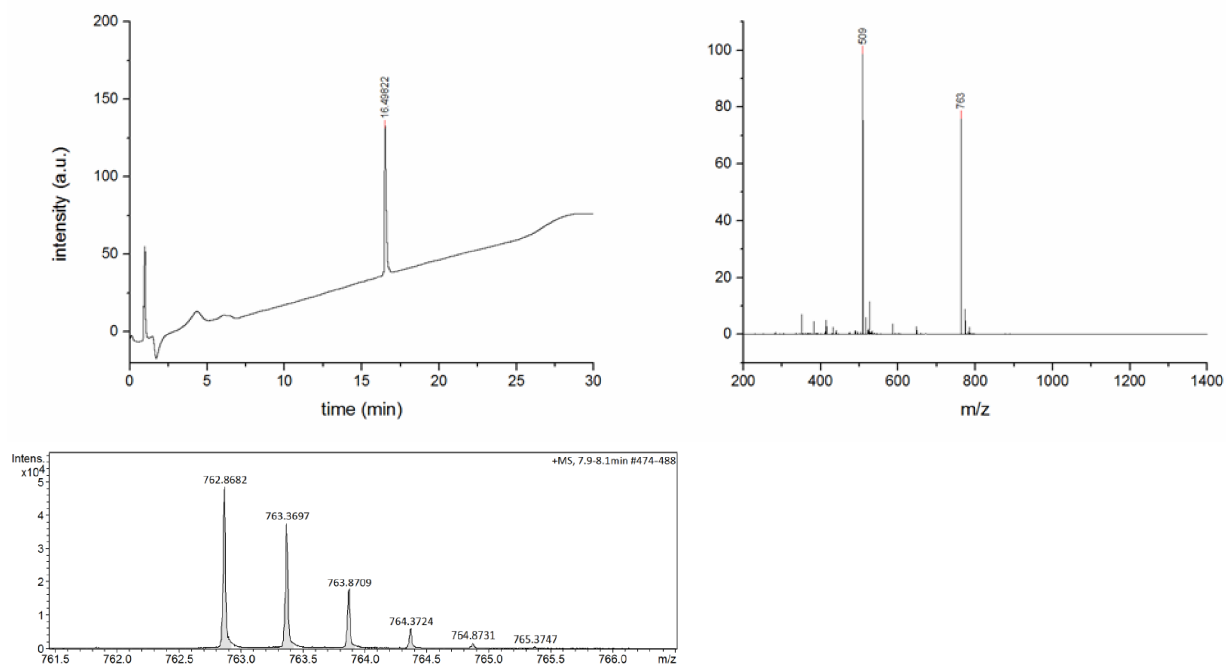 200
150
100
50
0
intensity (a.u.)
16.49822
0 5 10 15 20 25 30
time (min)
100
80
60
40
20
0
509
763
200 400 600 800 1000 1200 1400
m/z
Intens.
x10⁴
+MS, 7.9-8.1min #474-488
5
4
3
2
1
0
762.8682
763.3697
763.8709
764.3724
764.8731
765.3747
761.5 762.0 762.5 763.0 763.5 764.0 764.5 765.0 765.5 766.0 m/z